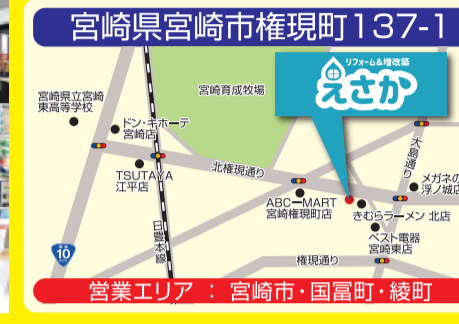 宮崎県宮崎市権現町137-1
リフォーム&増改築
えさか
宮崎育成牧場
宮崎県立宮崎
東高等学校
ドン・キホーテ
宮崎店
TSUTAYA
江平店
北権現通り
大島通り
メガネの
浮ノ城店
ABC-MART
宮崎権現町店
きむらラーメン 北店
ベスト電器
宮崎東店
日豊本線
国道
10
権現通り
営業エリア : 宮崎市・国富町・綾町